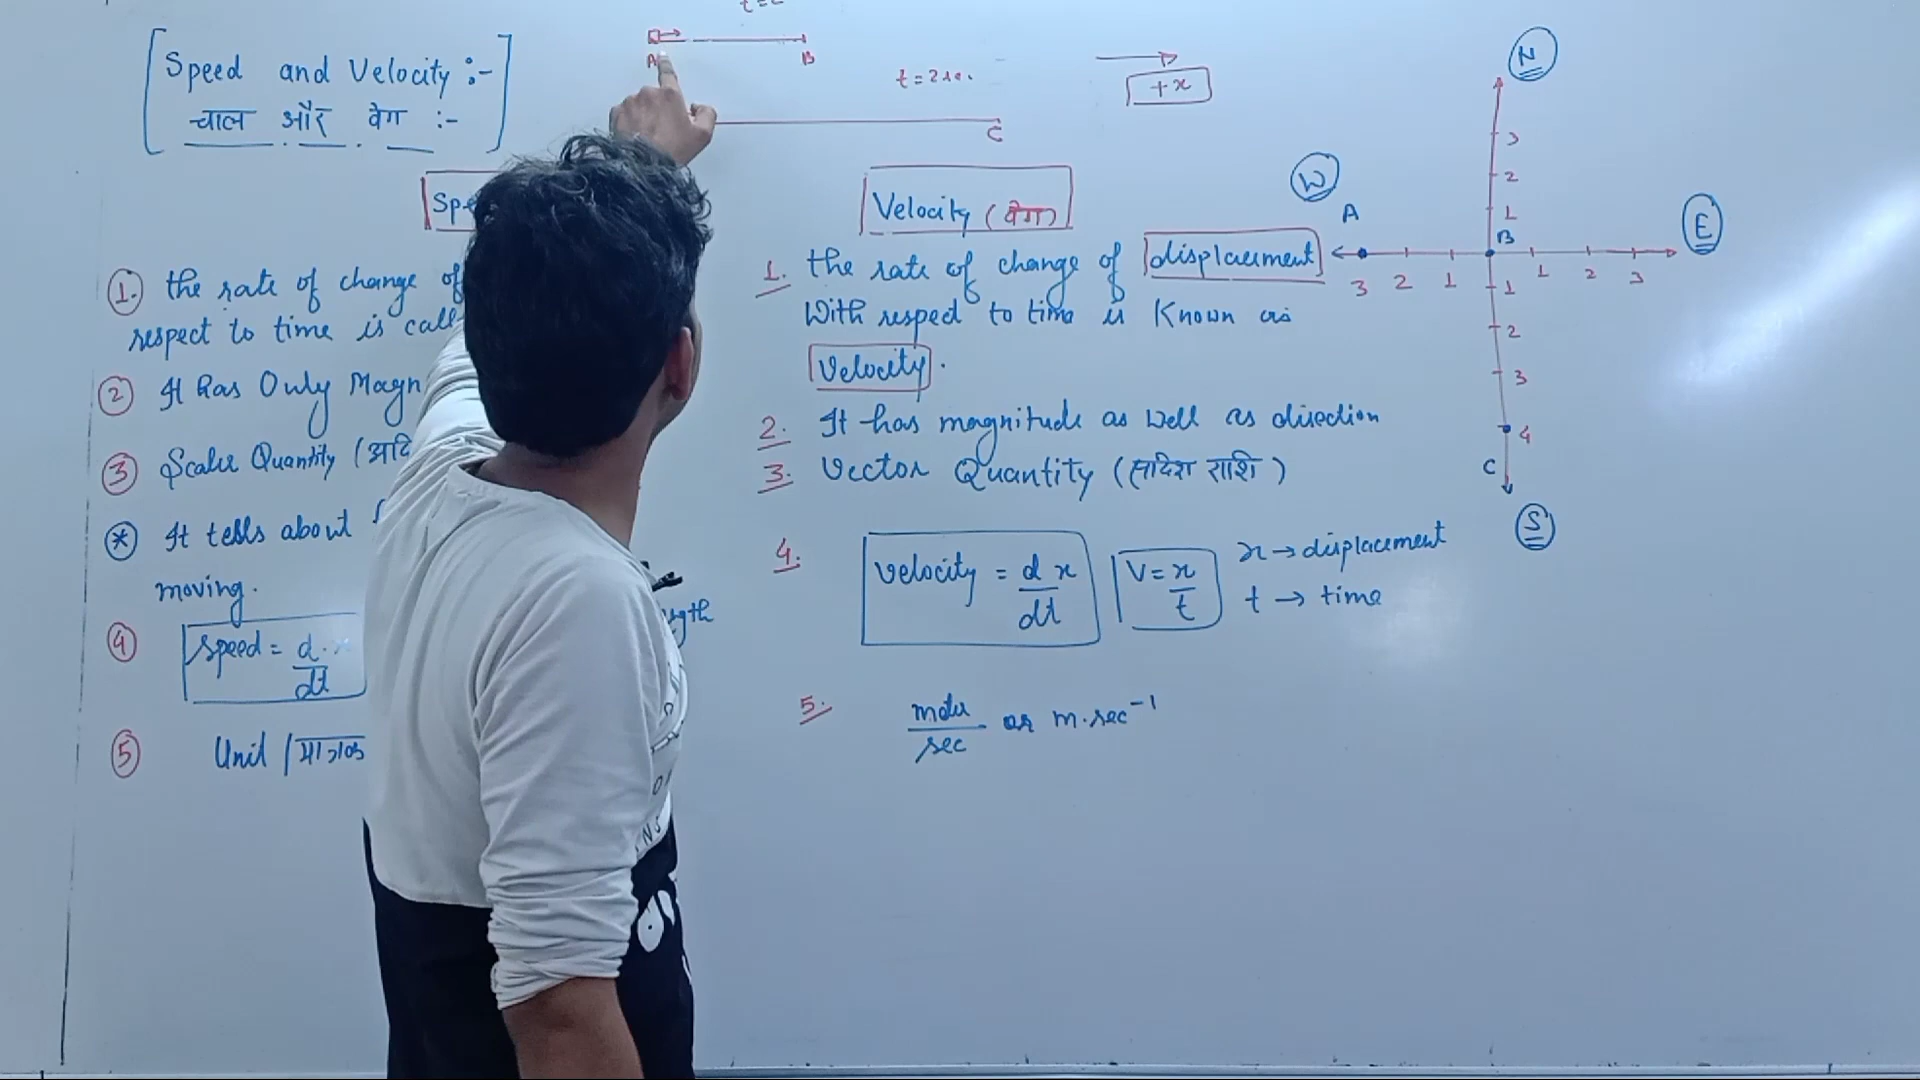 Speed and Velocity :-
चाल और वेग :-
A B
t = 2 sec.
+x
C
Velocity (वेग)
① the rate of change of
respect to time is call
② It has Only Magn
③ Scaler Quantity (अदि
* It tells about
moving.
④ Speed = d.x
dt
⑤ Unit / मात्रक
1. the rate of change of displacement
With respect to time is Known as
Velocity.
2. It has magnitude as well as direction
3. Vector Quantity (सदिश राशि)
4. Velocity = dx/dt V = x/t x → displacement
t → time
5. meter/sec or m.sec⁻¹
N
3
2
W
1
A B E
3 2 1 1 2 3
1
2
3
4
C
S